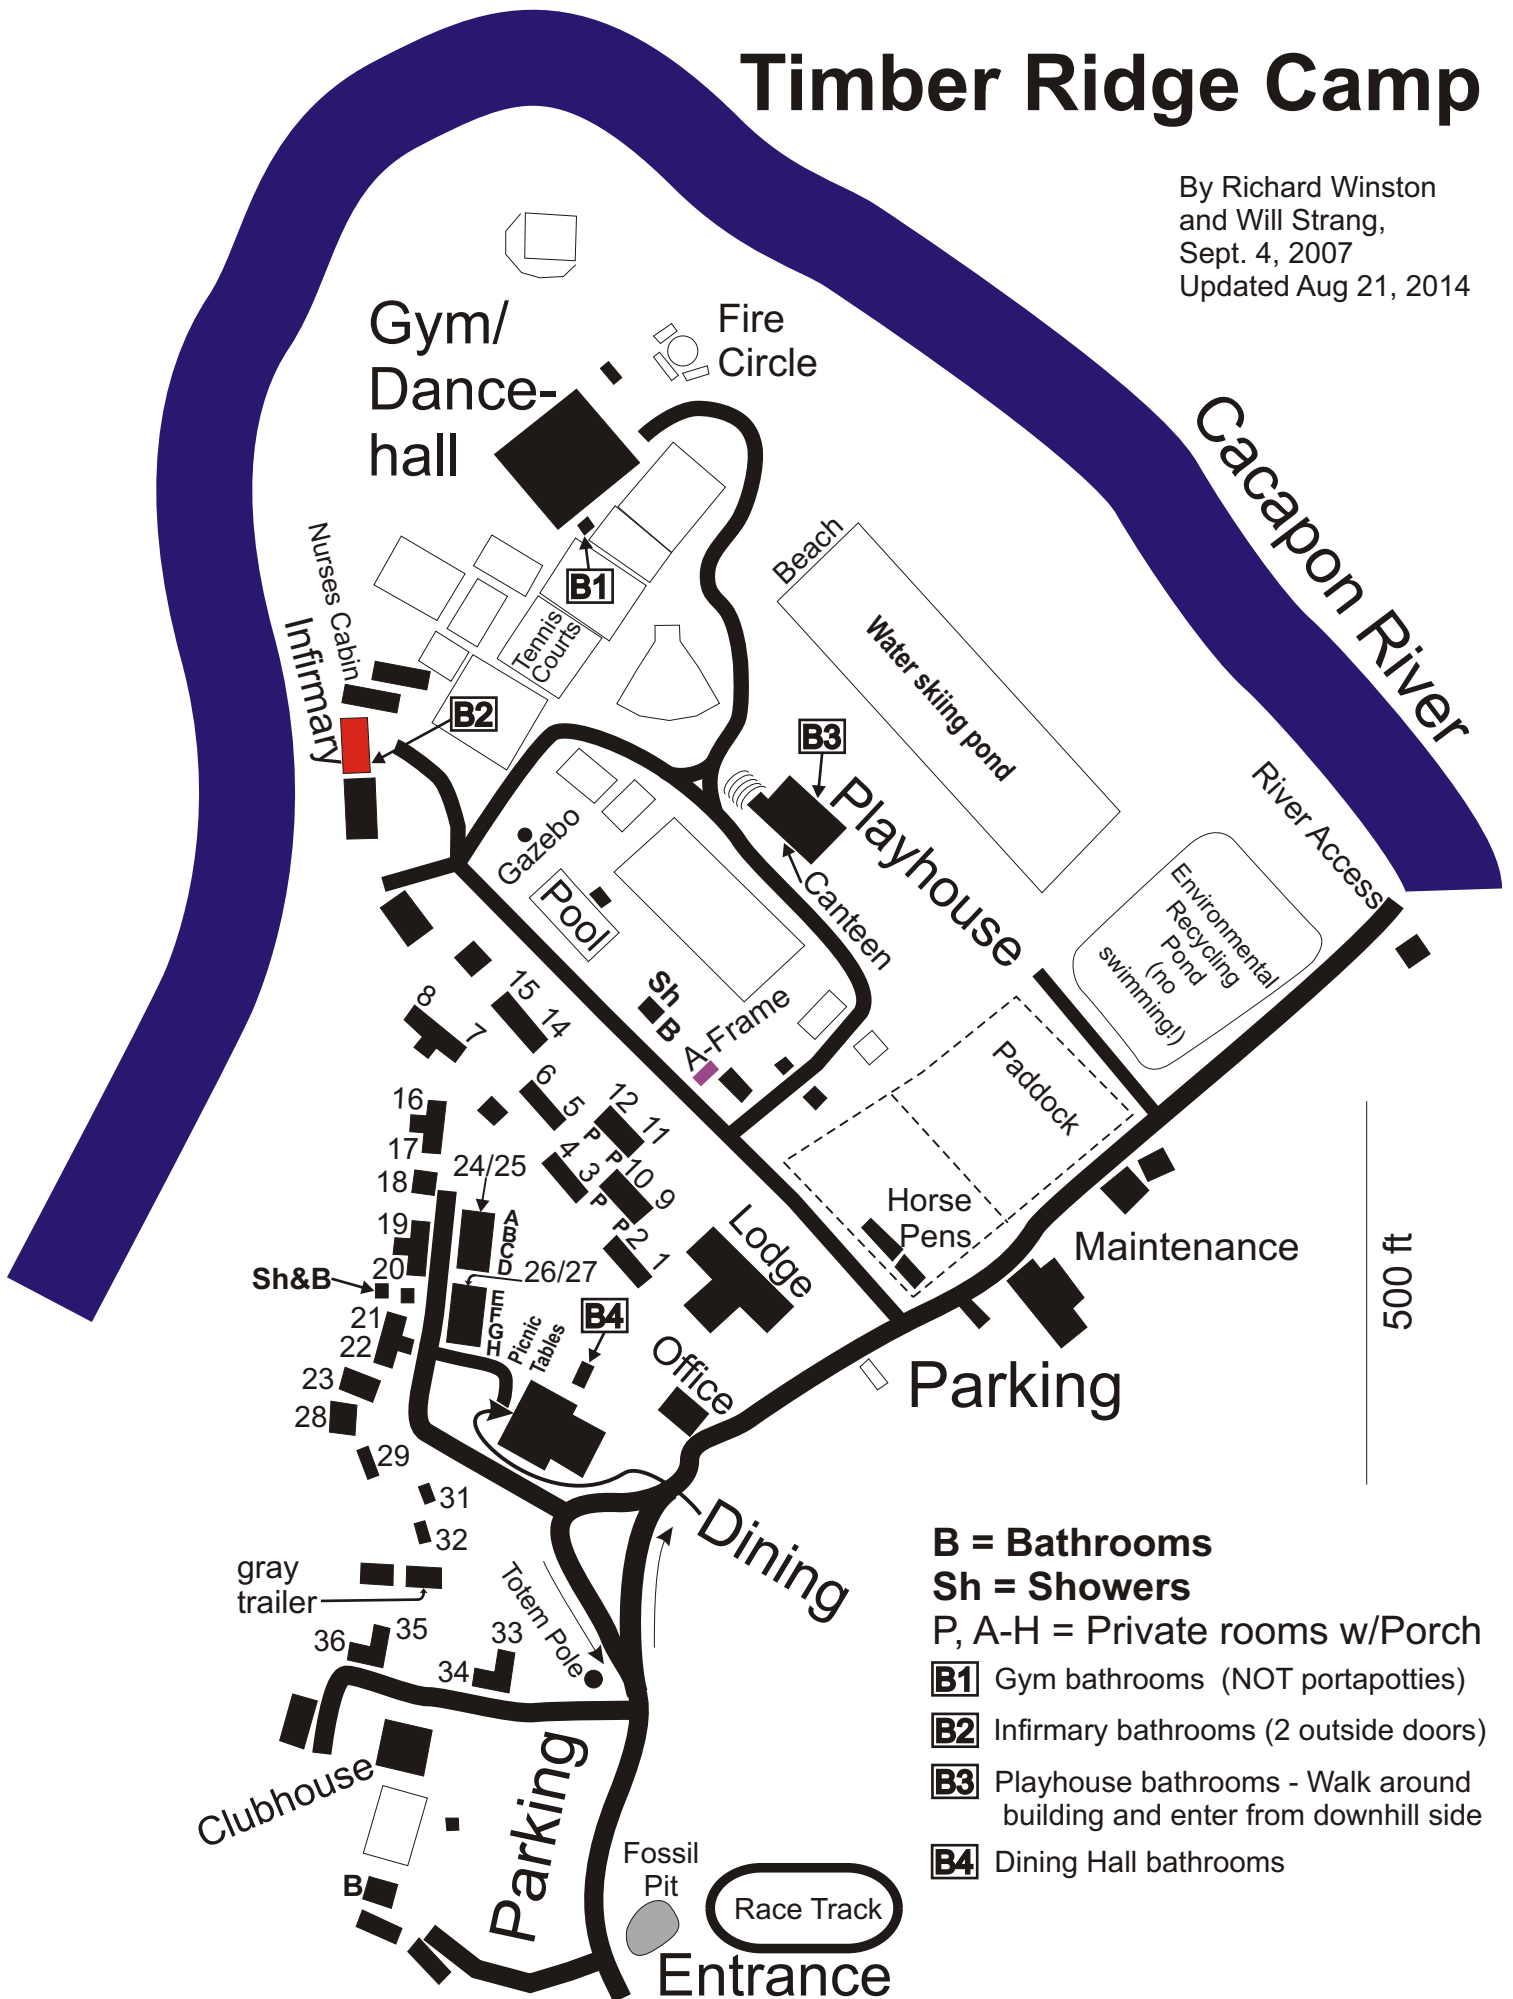 Timber Ridge Camp
By Richard Winston
and Will Strang,
Sept. 4, 2007
Updated Aug 21, 2014
Gym/
Dance-
hall
Fire
Circle
Cacapon River
Nurses Cabin
Infirmary
B1
Tennis
Courts
B2
Beach
Water skiing pond
B3
Playhouse
Canteen
River Access
Environmental
Recycling
Pond
(no
swimming!)
Gazebo
Pool
Sh
B
A-Frame
Paddock
Horse
Pens
Maintenance
500 ft
8
7
15
14
6
5
12
11
P
P
4
3
10
9
P
P
2
1
16
17
18
24/25
A
B
C
D
19
20
Sh&B
26/27
E
F
G
H
21
22
23
28
29
31
32
Picnic
Tables
B4
Lodge
Office
Parking
Dining
gray
trailer
Totem Pole
36
35
33
34
Clubhouse
B
Parking
Fossil
Pit
Race Track
Entrance
B = Bathrooms
Sh = Showers
P, A-H = Private rooms w/Porch
B1 Gym bathrooms (NOT portapotties)
B2 Infirmary bathrooms (2 outside doors)
B3 Playhouse bathrooms - Walk around
building and enter from downhill side
B4 Dining Hall bathrooms